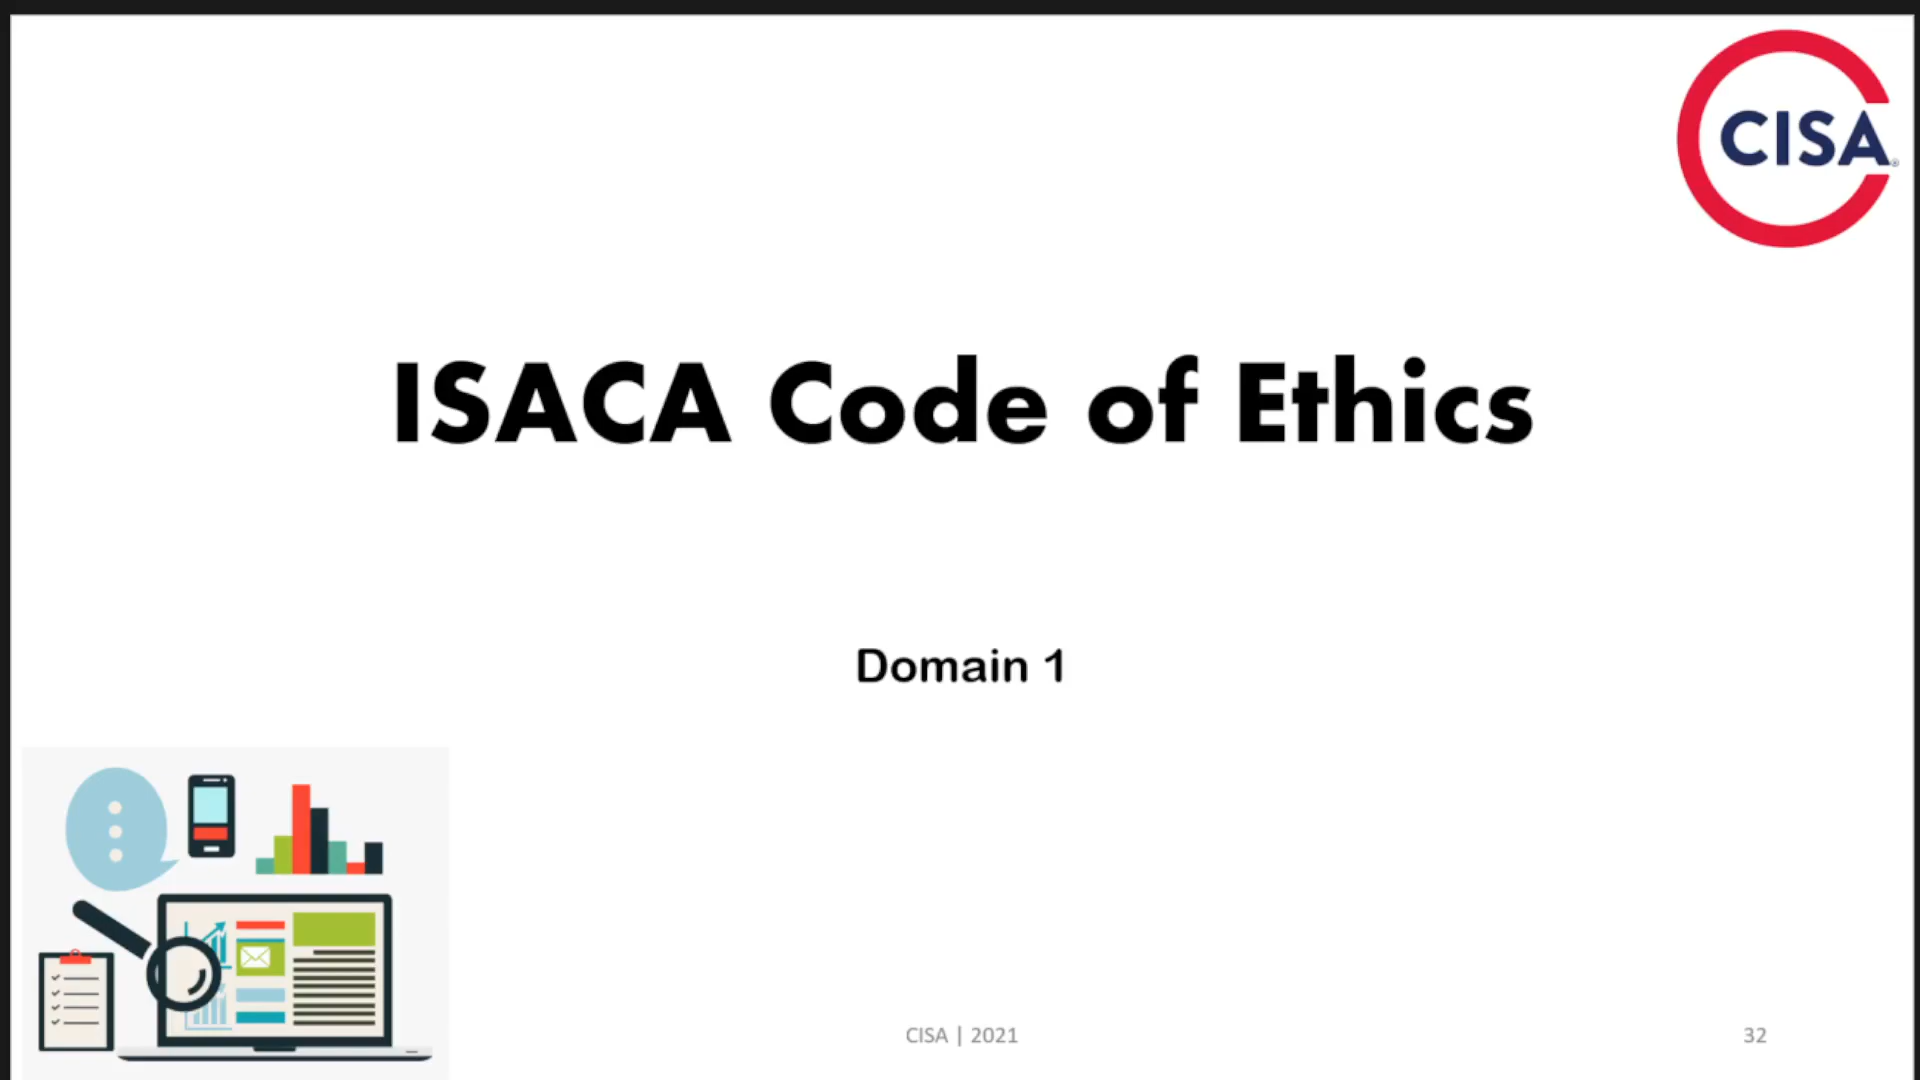 CISA®
ISACA Code of Ethics
Domain 1
CISA | 2021
32